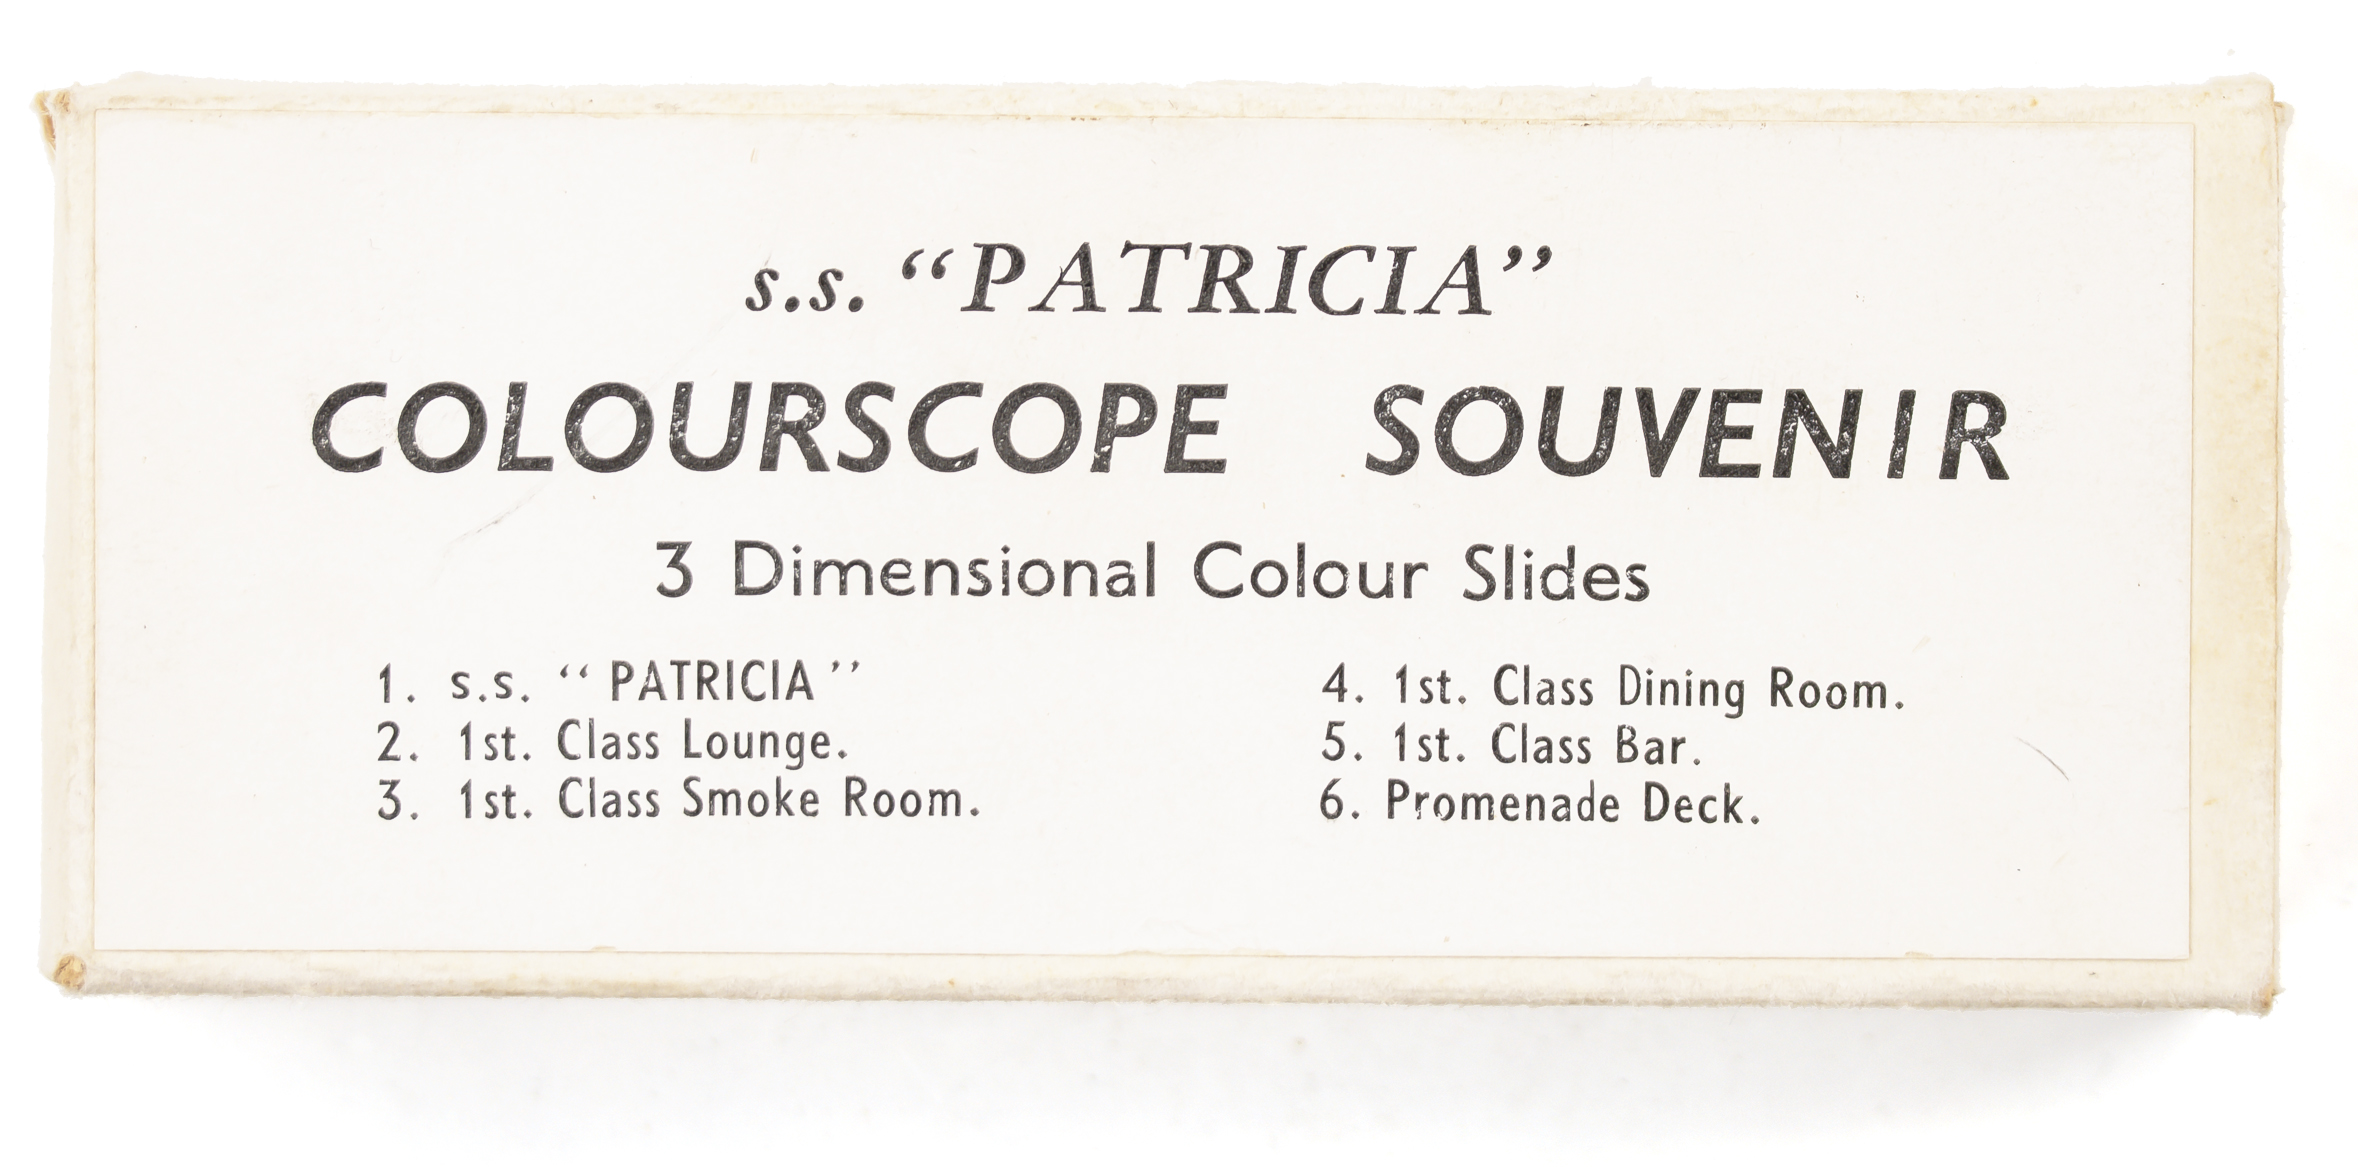 s.s. “PATRICIA”
COLOURSCOPE SOUVENIR
3 Dimensional Colour Slides
1. s.s. “PATRICIA”
2. 1st. Class Lounge.
3. 1st. Class Smoke Room.
4. 1st. Class Dining Room.
5. 1st. Class Bar.
6. Promenade Deck.